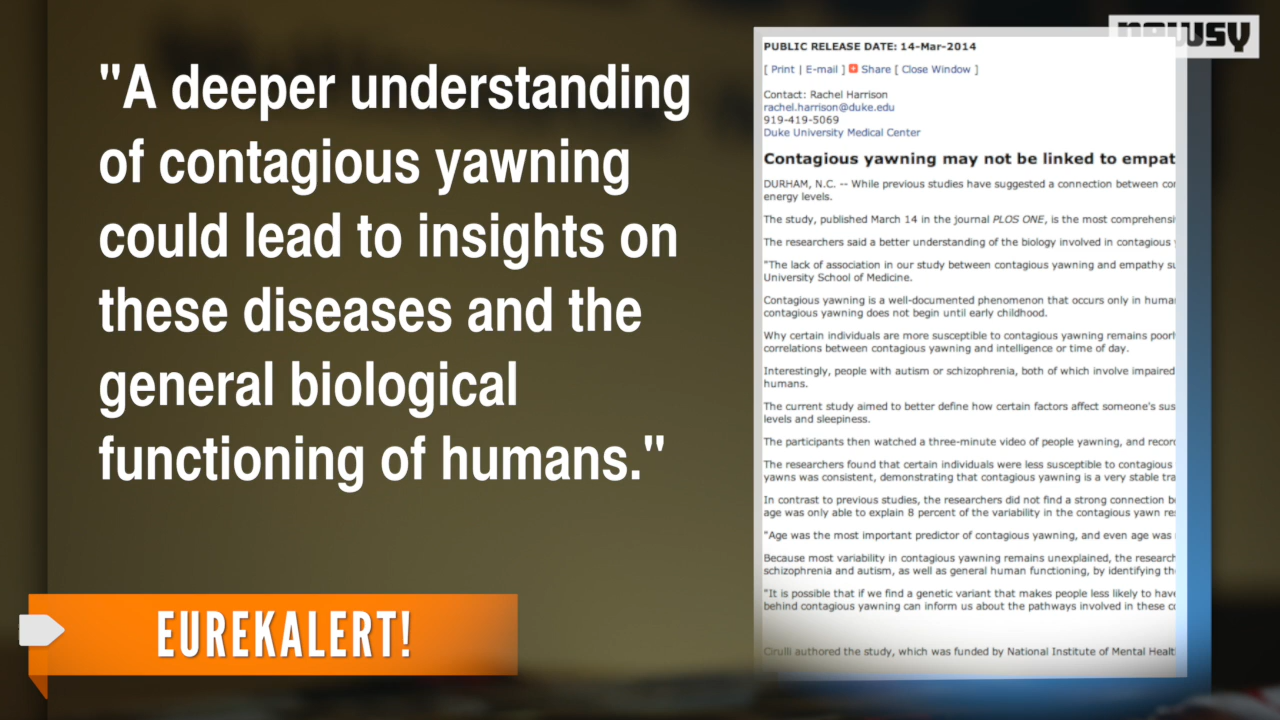 "A deeper understanding
of contagious yawning
could lead to insights on
these diseases and the
general biological
functioning of humans."
EUREKALERT!
newsy
PUBLIC RELEASE DATE: 14-Mar-2014
[ Print | E-mail ] Share [ Close Window ]
Contact: Rachel Harrison
rachel.harrison@duke.edu
919-419-5069
Duke University Medical Center
Contagious yawning may not be linked to empat
DURHAM, N.C. -- While previous studies have suggested a connection between
energy levels.
The study, published March 14 in the journal PLOS ONE, is the most comprehensi
The researchers said a better understanding of the biology involved in contagious
"The lack of association in our study between contagious yawning and empathy su
University School of Medicine.
Contagious yawning is a well-documented phenomenon that occurs only in huma
contagious yawning does not begin until early childhood.
Why certain individuals are more susceptible to contagious yawning remains poorl
correlations between contagious yawning and intelligence or time of day.
Interestingly, people with autism or schizophrenia, both of which involve impaired
humans.
The current study aimed to better define how certain factors affect someone's sus
levels and sleepiness.
The participants then watched a three-minute video of people yawning, and record
The researchers found that certain individuals were less susceptible to contagious
yawns was consistent, demonstrating that contagious yawning is a very stable tra
In contrast to previous studies, the researchers did not find a strong connection
age was only able to explain 8 percent of the variability in the contagious yawn
"Age was the most important predictor of contagious yawning, and even age was
Because most variability in contagious yawning remains unexplained, the research
schizophrenia and autism, as well as general human functioning, by identifying
"It is possible that if we find a genetic variant that makes people less likely to have
behind contagious yawning can inform us about the pathways involved in these
Cirulli authored the study, which was funded by National Institute of Mental Healt